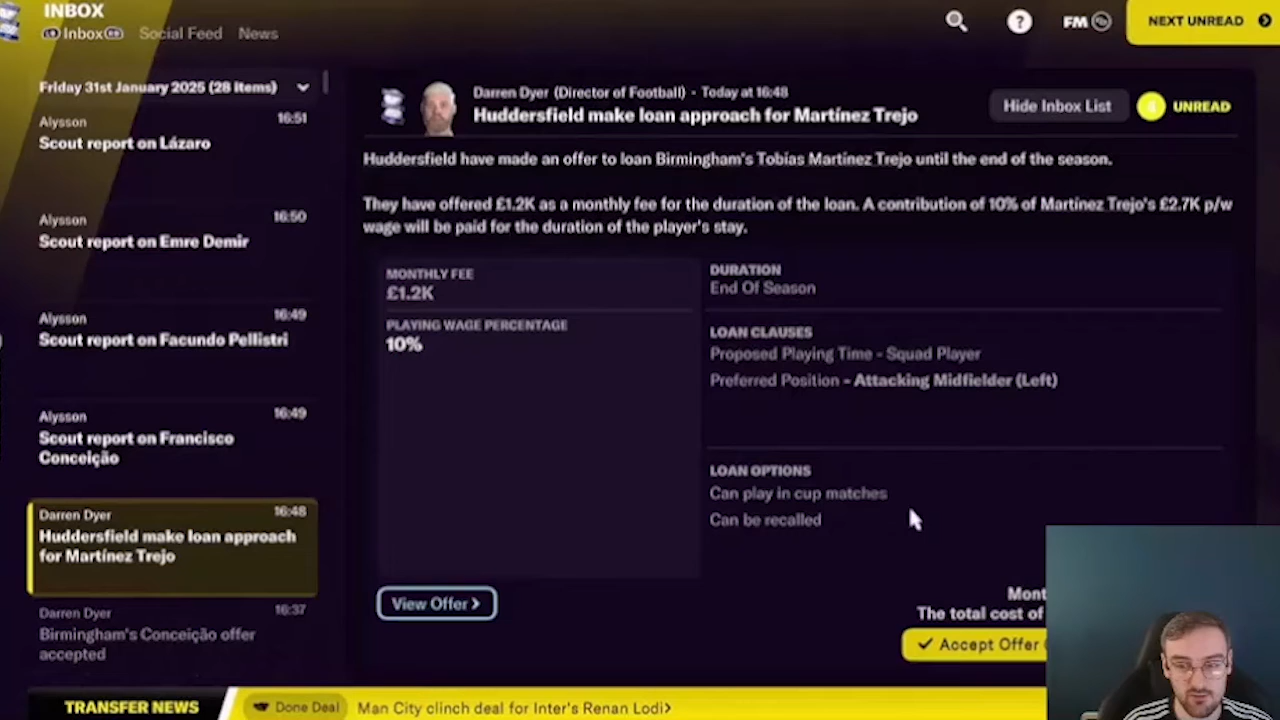 INBOX
Inbox
Social Feed
News
?
FM
NEXT UNREAD
Friday 31st January 2025 (28 items)
Alysson
16:51
Scout report on Lázaro
Alysson
16:50
Scout report on Emre Demir
Alysson
16:49
Scout report on Facundo Pellistri
Alysson
16:49
Scout report on Francisco
Conceição
Darren Dyer
16:48
Huddersfield make loan approach
for Martínez Trejo
Darren Dyer
16:37
Birmingham's Conceição offer
accepted
Darren Dyer (Director of Football) - Today at 16:48
Huddersfield make loan approach for Martínez Trejo
Hide Inbox List
UNREAD
Huddersfield have made an offer to loan Birmingham's Tobías Martínez Trejo until the end of the season.
They have offered £1.2K as a monthly fee for the duration of the loan. A contribution of 10% of Martínez Trejo's £2.7K p/w
wage will be paid for the duration of the player's stay.
MONTHLY FEE
£1.2K
PLAYING WAGE PERCENTAGE
10%
DURATION
End Of Season
LOAN CLAUSES
Proposed Playing Time - Squad Player
Preferred Position - Attacking Midfielder (Left)
LOAN OPTIONS
Can play in cup matches
Can be recalled
View Offer >
Mont
The total cost of
Accept Offer
TRANSFER NEWS
Done Deal
Man City clinch deal for Inter's Renan Lodi>